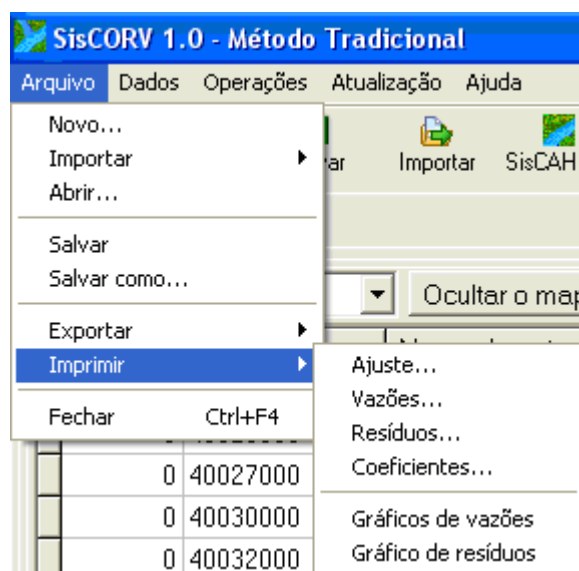 SisCORV 1.0 - Método Tradicional
Arquivo Dados Operações Atualização Ajuda
Novo...
Importar
Abrir...
Salvar
Salvar como...
Exportar
Imprimir
Fechar Ctrl+F4
Importar SisCAH
Ocultar o map
Ajuste...
Vazões...
Resíduos...
Coeficientes...
Gráficos de vazões
Gráfico de resíduos
0 40027000
0 40030000
0 40032000